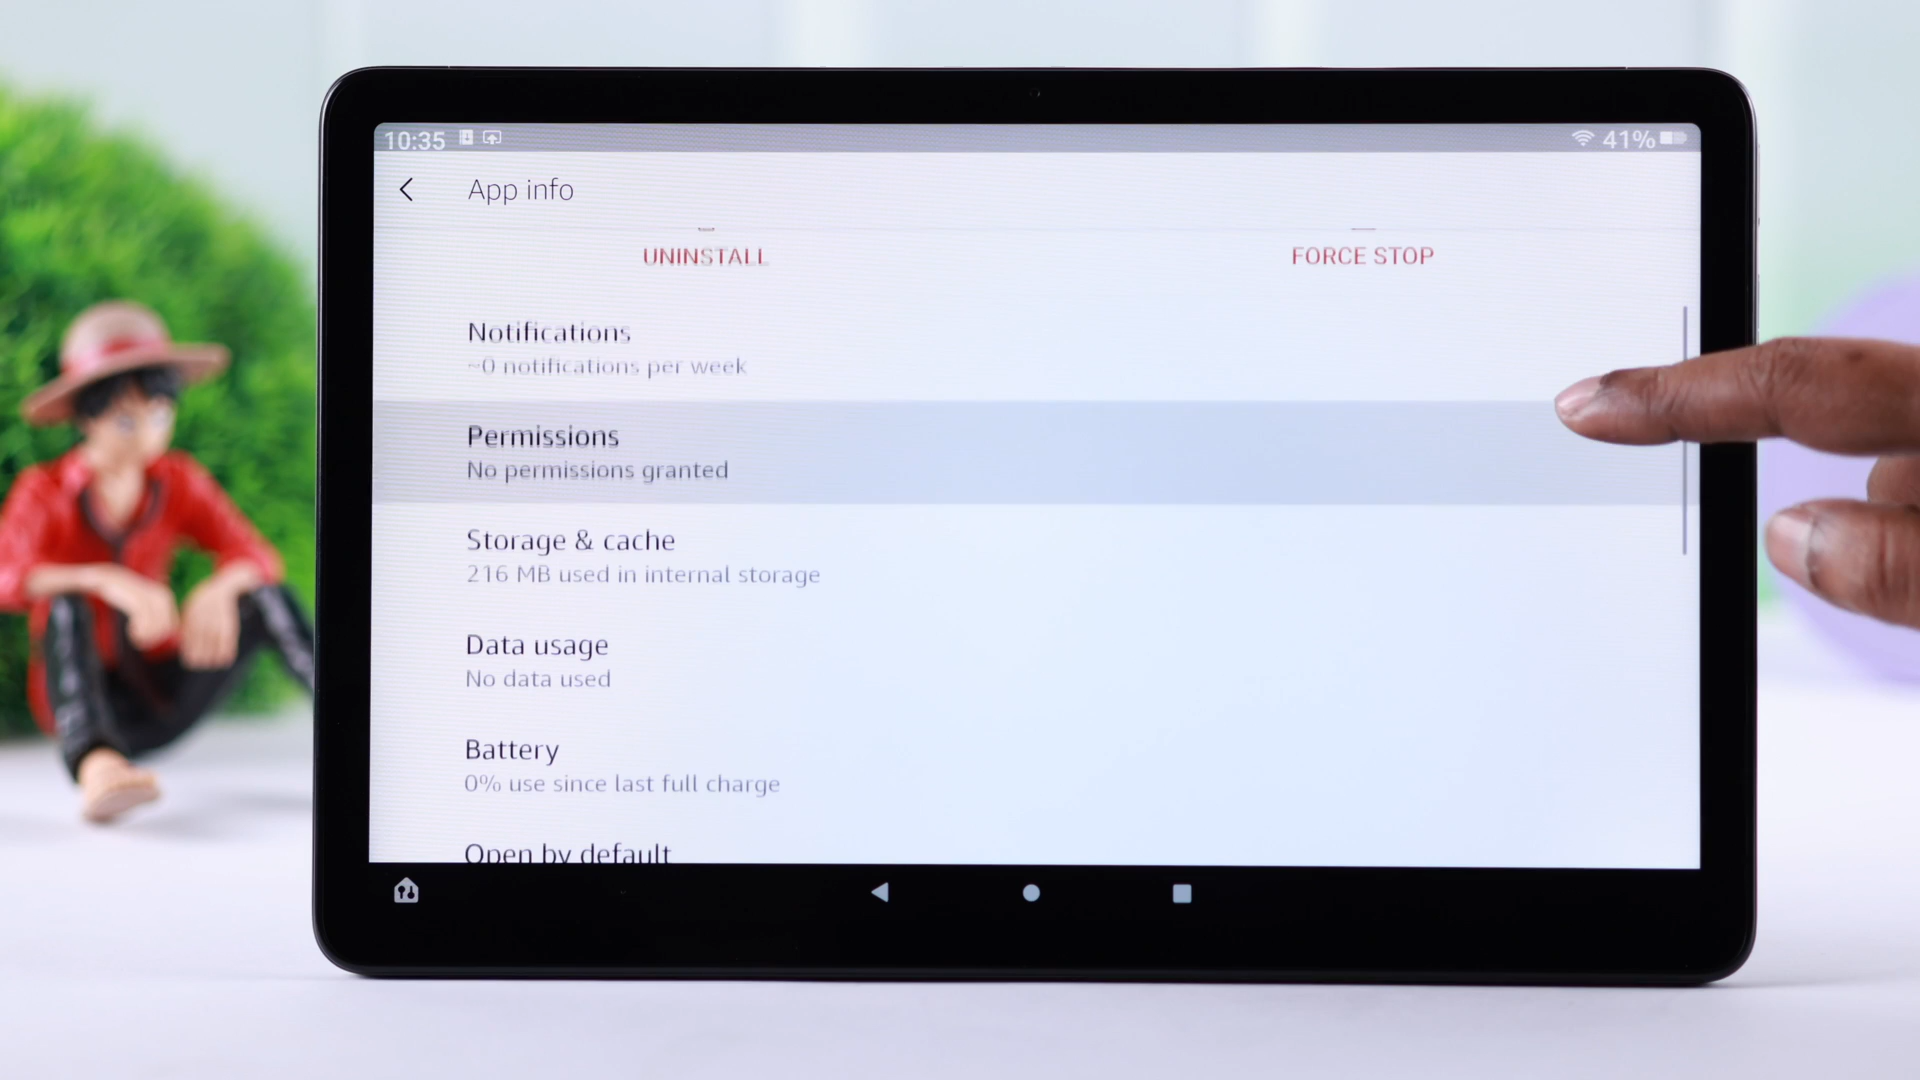 10:35
41%
App info
UNINSTALL
FORCE STOP
Notifications
~0 notifications per week
Permissions
No permissions granted
Storage & cache
216 MB used in internal storage
Data usage
No data used
Battery
0% use since last full charge
Open by default